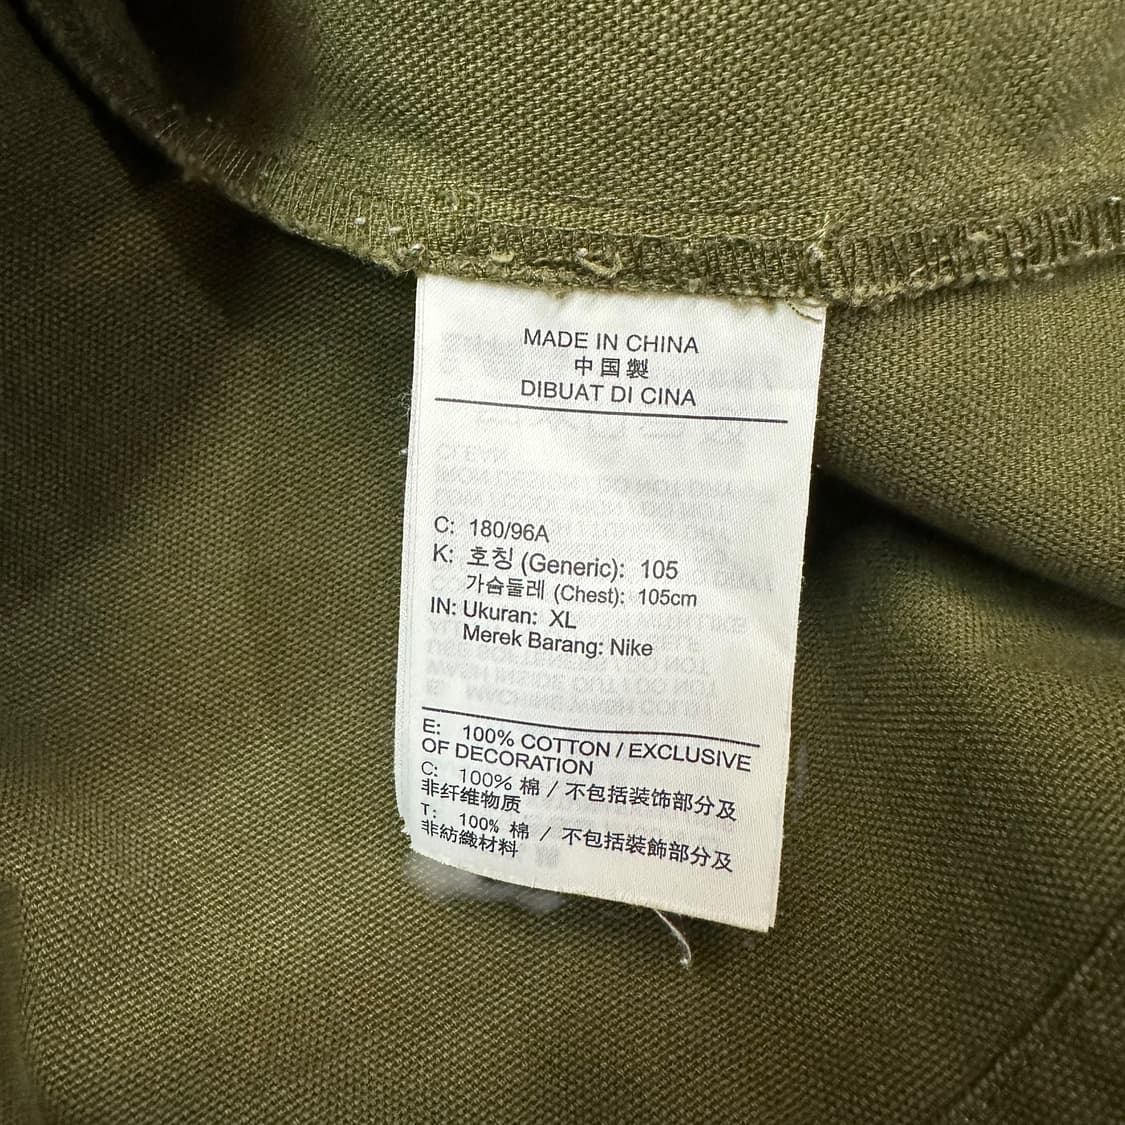 MADE IN CHINA
中国製
DIBUAT DI CINA
C: 180/96A
K: 호칭 (Generic): 105
가슴둘레 (Chest): 105cm
IN: Ukuran: XL
Merek Barang: Nike
E: 100% COTTON / EXCLUSIVE
OF DECORATION
C: 100% 棉 / 不包括装饰部分及
非纤维物质
T: 100% 棉 / 不包括裝飾部分及
非紡織材料